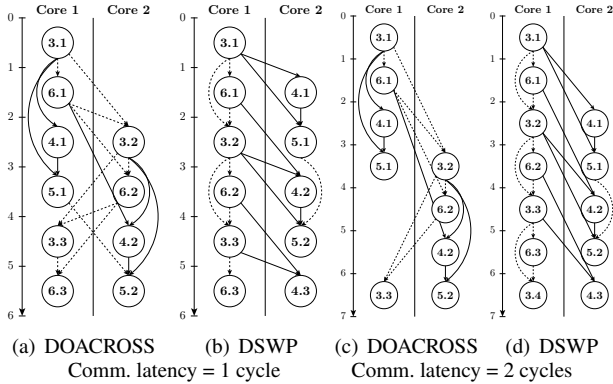 Core 1 Core 2 Core 1 Core 2 Core 1 Core 2 Core 1 Core 2
0 0 0 0
3.1 3.1 3.1 3.1
1 1 1 1
6.1 6.1 4.1 6.1 6.1
2 2 2 2
4.1 3.2 3.2 5.1 4.1 3.2 4.1
3 3 3 3
5.1 6.2 6.2 4.2 5.1 3.2 6.2 5.1
4 4 4 4
3.3 4.2 3.3 5.2 6.2 3.3 4.2
5 5 5 5
6.3 5.2 6.3 4.3 4.2 6.3 5.2
6 6 6 6
3.3 5.2 3.4 4.3
7 7
(a) DOACROSS (b) DSWP (c) DOACROSS (d) DSWP
Comm. latency = 1 cycle Comm. latency = 2 cycles